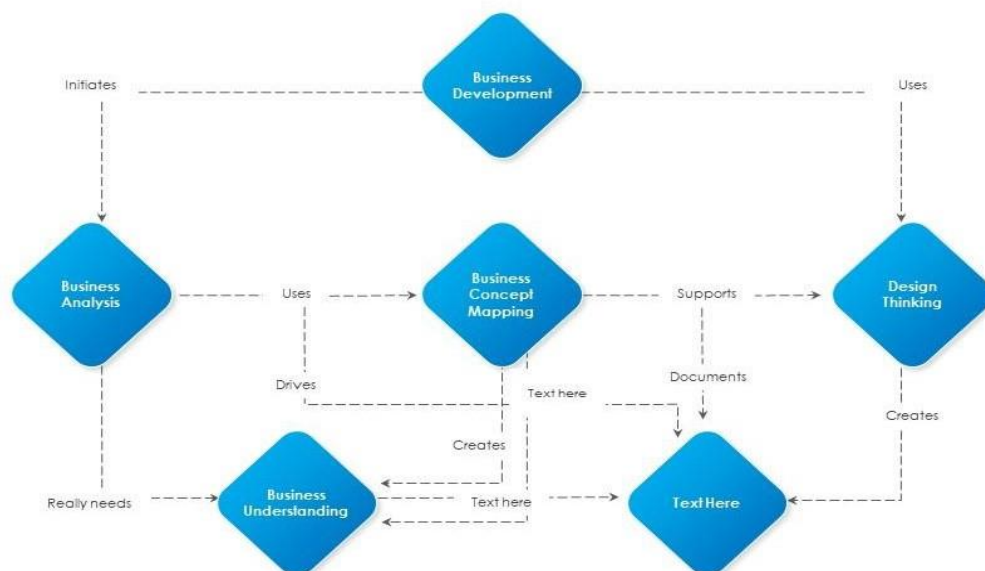 Business
Development
Initiates
Uses
Business
Analysis
Uses
Business
Concept
Mapping
Supports
Design
Thinking
Drives
Text here
Documents
Creates
Creates
Really needs
Business
Understanding
Text here
Text Here